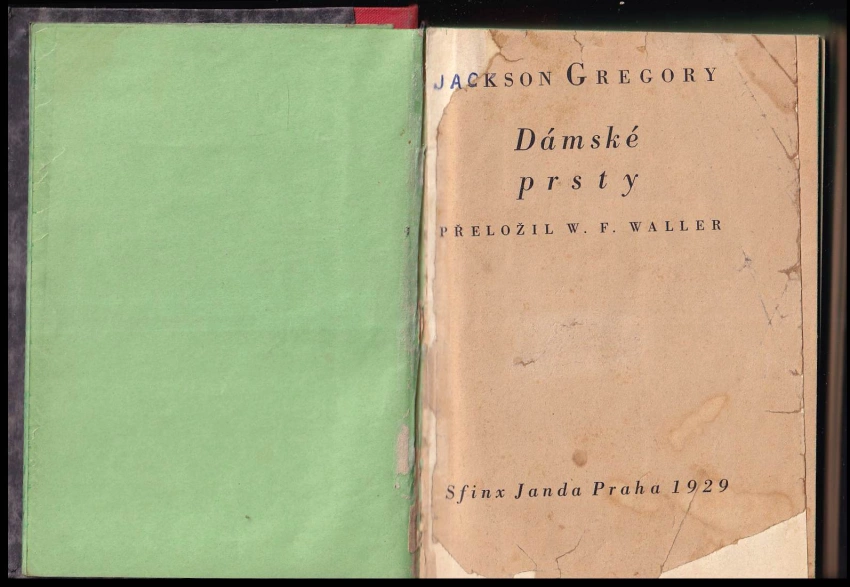 JACKSON GREGORY
Dámské
prsty
PŘELOŽIL W. F. WALLER
Sfinx Janda Praha 1929